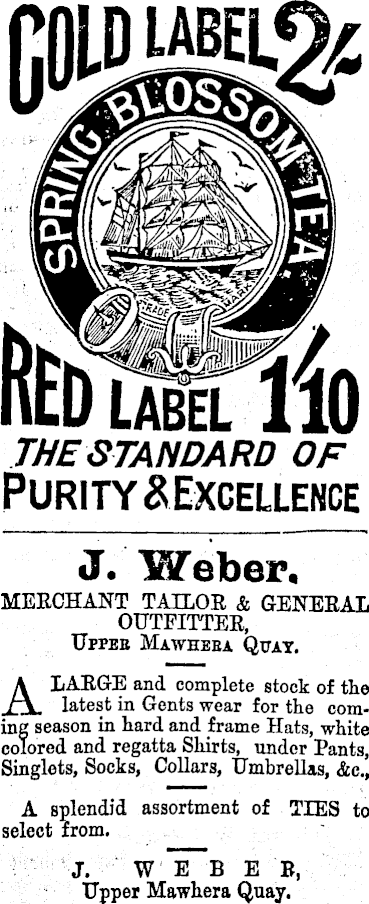 GOLD LABEL 2/-
SPRING BLOSSOM TEA
TRADE MARK
RED LABEL 1/10
THE STANDARD OF
PURITY & EXCELLENCE
J. Weber.
MERCHANT TAILOR & GENERAL
OUTFITTER,
UPPER MAWHERA QUAY.
A LARGE and complete stock of the
latest in Gents wear for the com-
ing season in hard and frame Hats, white
colored and regatta Shirts, under Pants,
Singlets, Socks, Collars, Umbrellas, &c.,
A splendid assortment of TIES to
select from.
J. WEBER,
Upper Mawhera Quay.